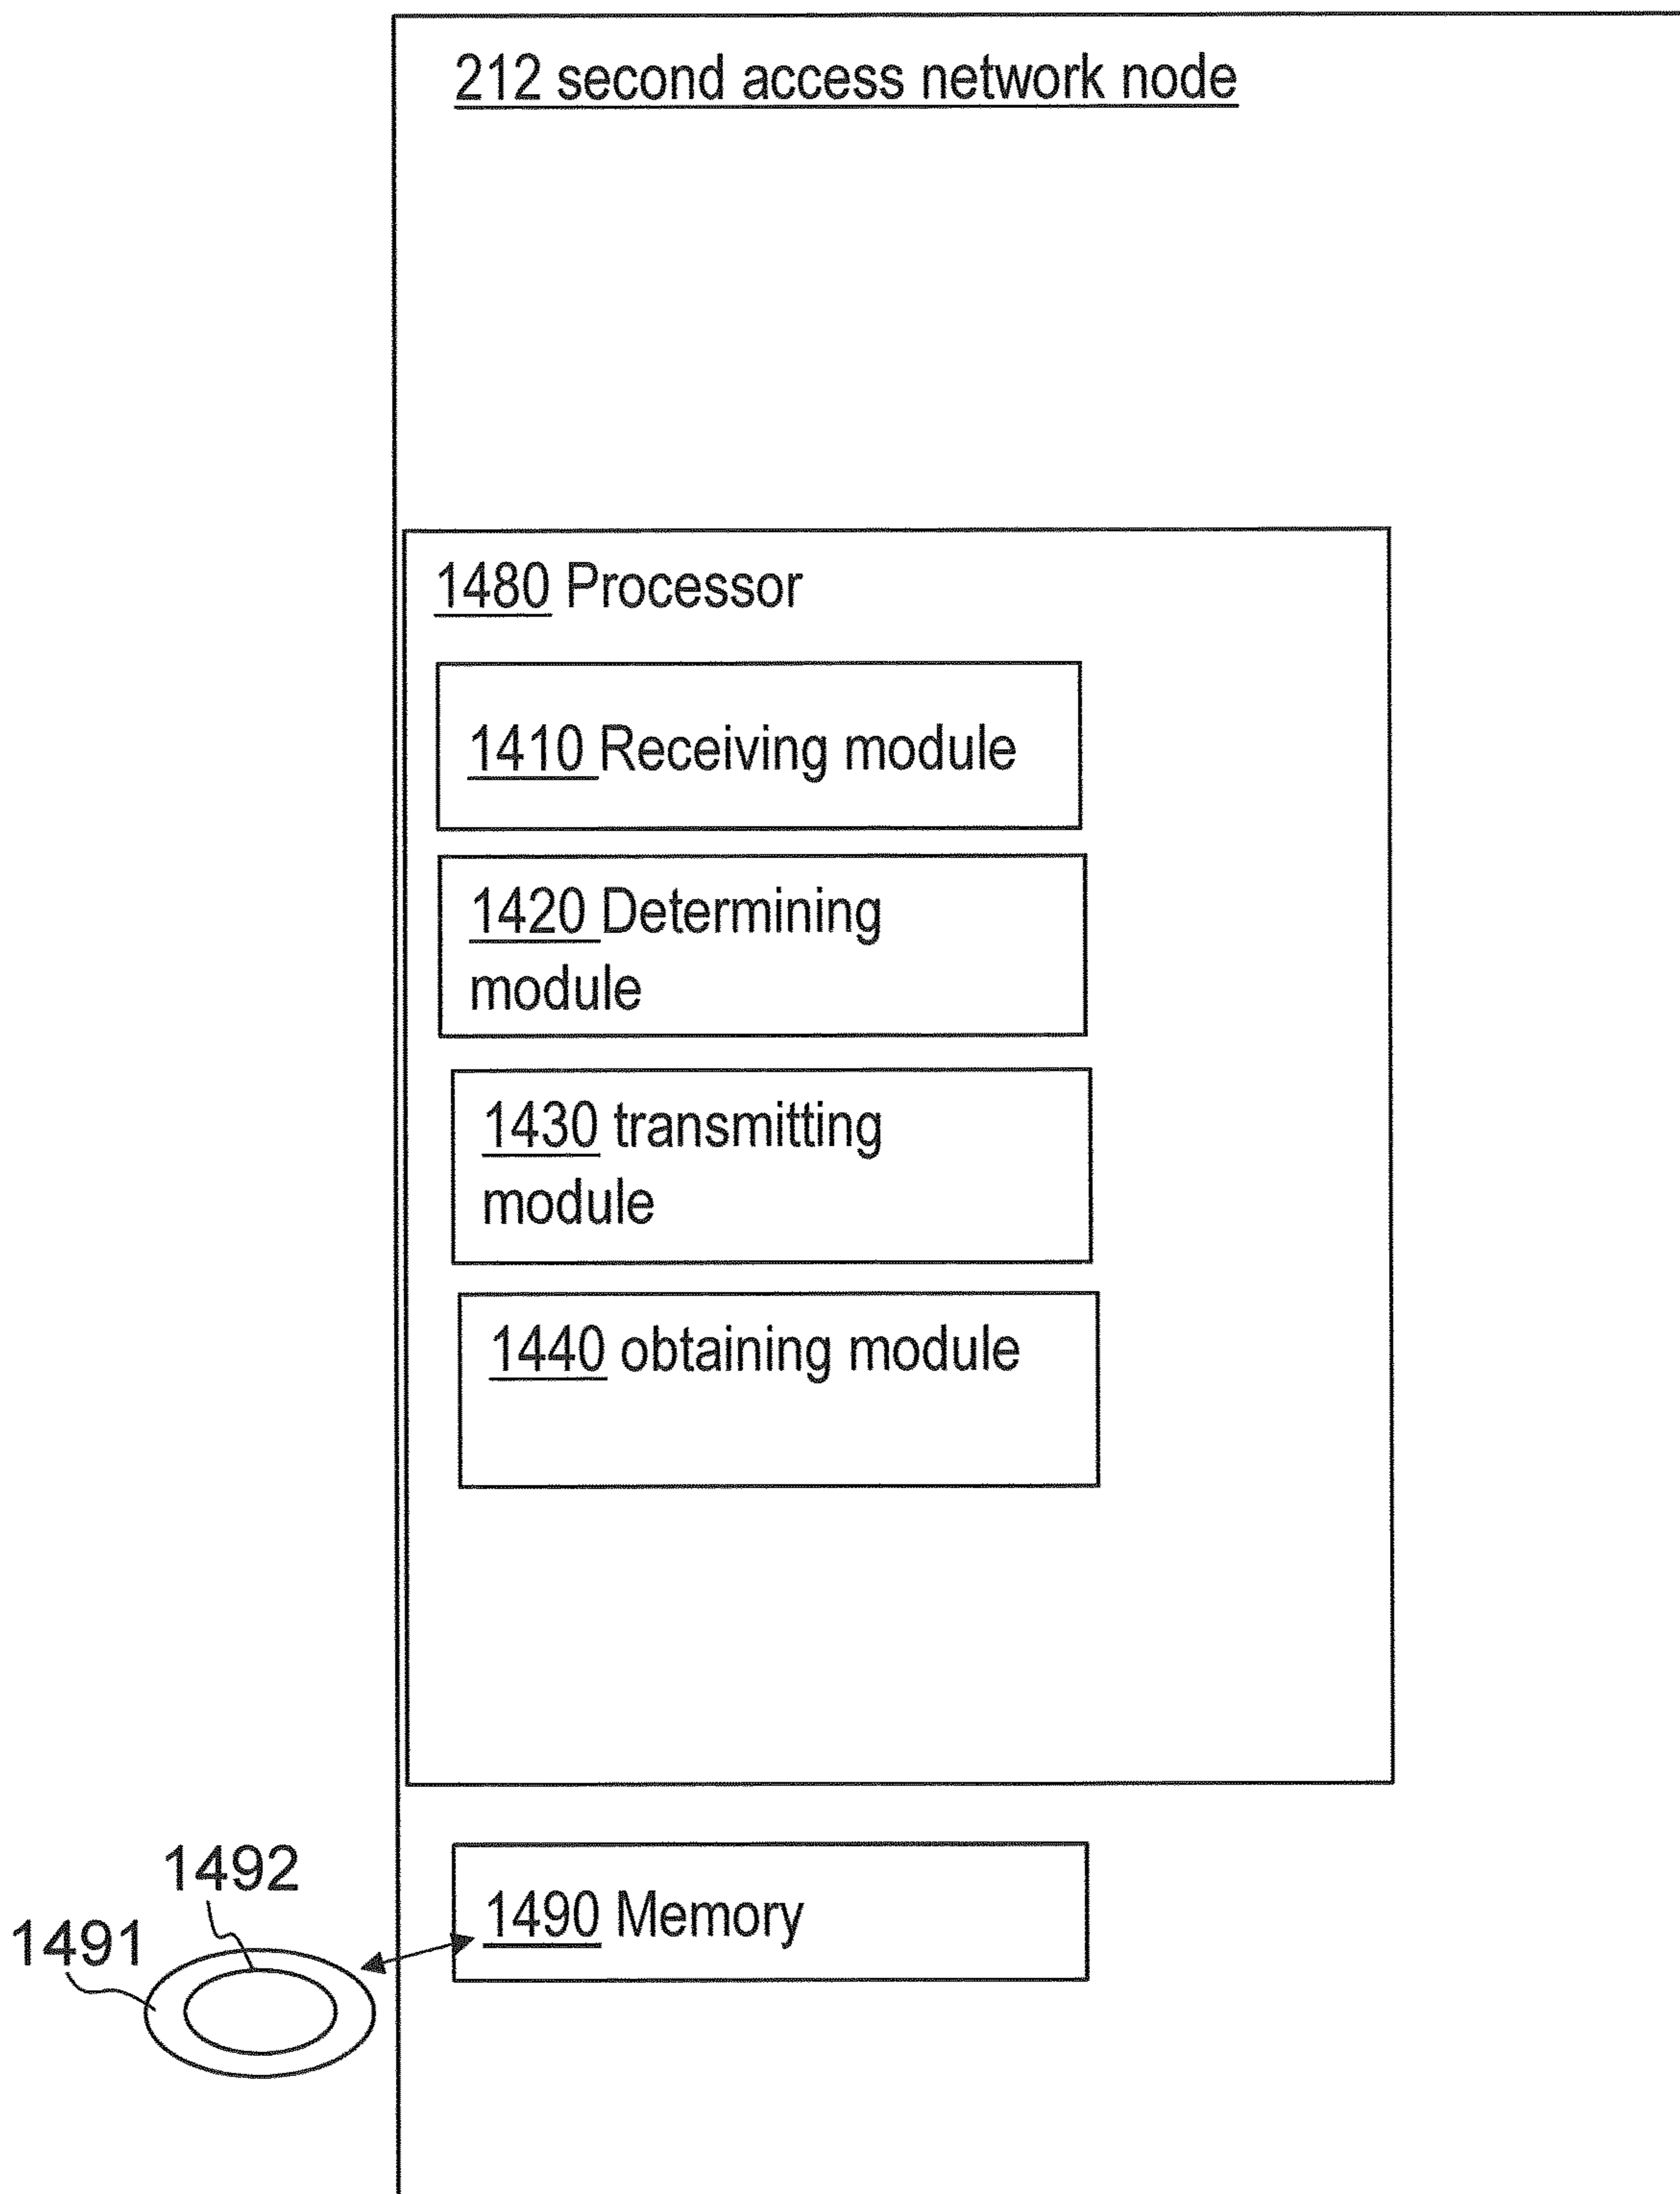 212 second access network node
1480 Processor
1410 Receiving module
1420 Determining
module
1430 transmitting
module
1440 obtaining module
1492
1491
1490 Memory